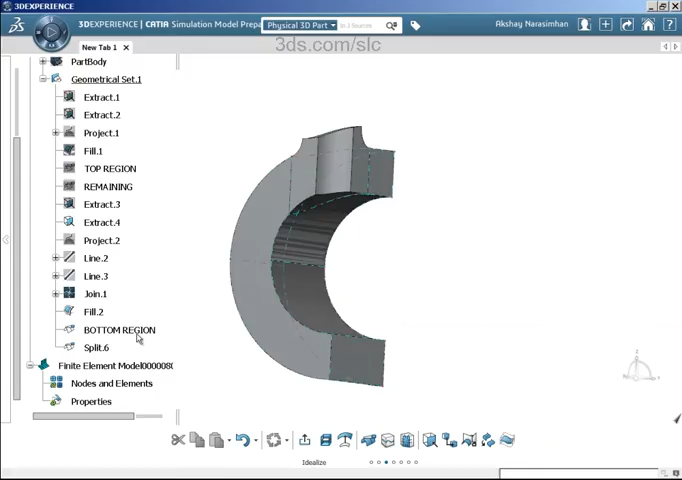 3DEXPERIENCE
3DEXPERIENCE | CATIA Simulation Model Prepa
Physical 3D Part
in 3 Sources
Akshay Narasimhan
3ds.com/slc
New Tab 1
PartBody
Geometrical Set.1
Extract.1
Extract.2
Project.1
Fill.1
TOP REGION
REMAINING
Extract.3
Extract.4
Project.2
Line.2
Line.3
Join.1
Fill.2
BOTTOM REGION
Split.6
Finite Element Model0000080
Nodes and Elements
Properties
Idealize